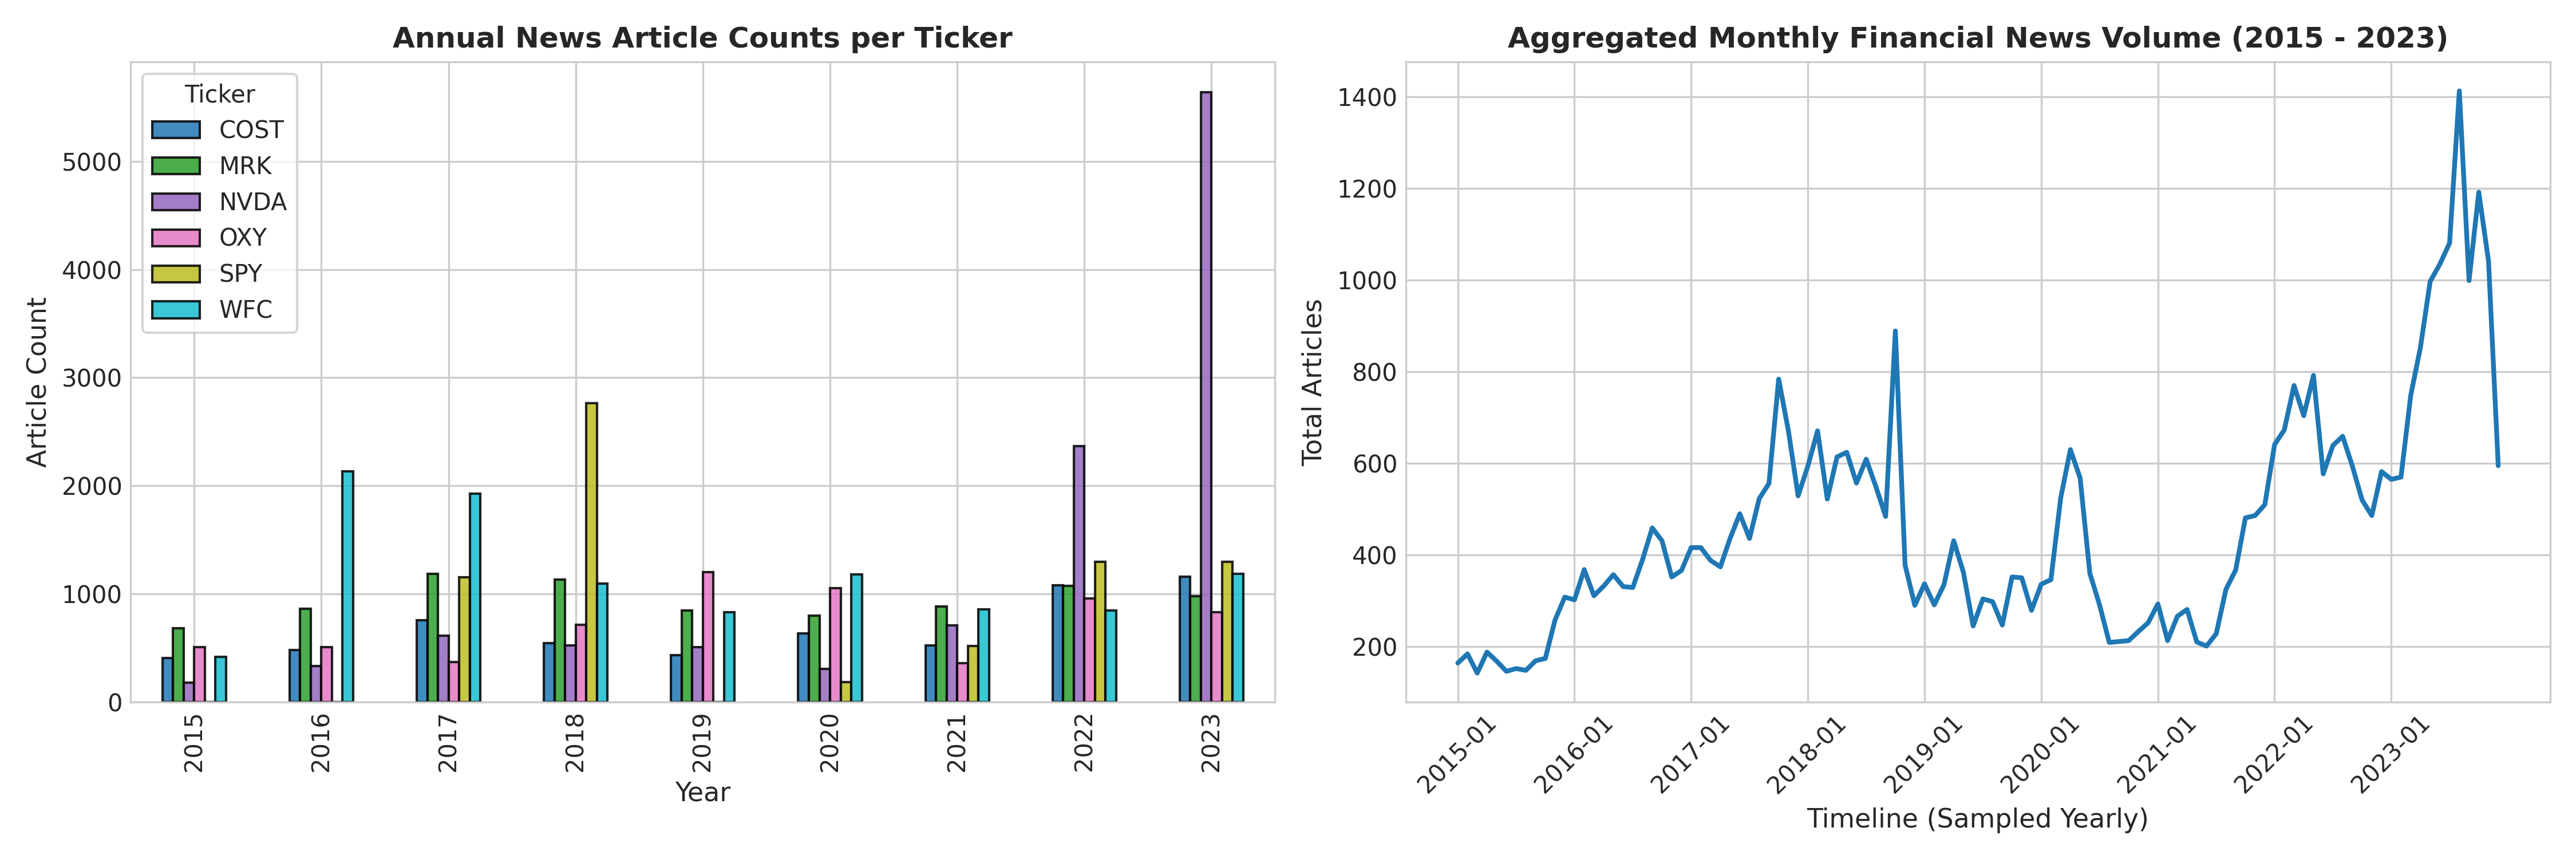 Annual News Article Counts per Ticker
Ticker
COST
MRK
NVDA
OXY
SPY
WFC
5000
4000
3000
2000
1000
0
Article Count
2015
2016
2017
2018
2019
2020
2021
2022
2023
Year
Aggregated Monthly Financial News Volume (2015 - 2023)
1400
1200
1000
800
600
400
200
Total Articles
2015-01
2016-01
2017-01
2018-01
2019-01
2020-01
2021-01
2022-01
2023-01
Timeline (Sampled Yearly)